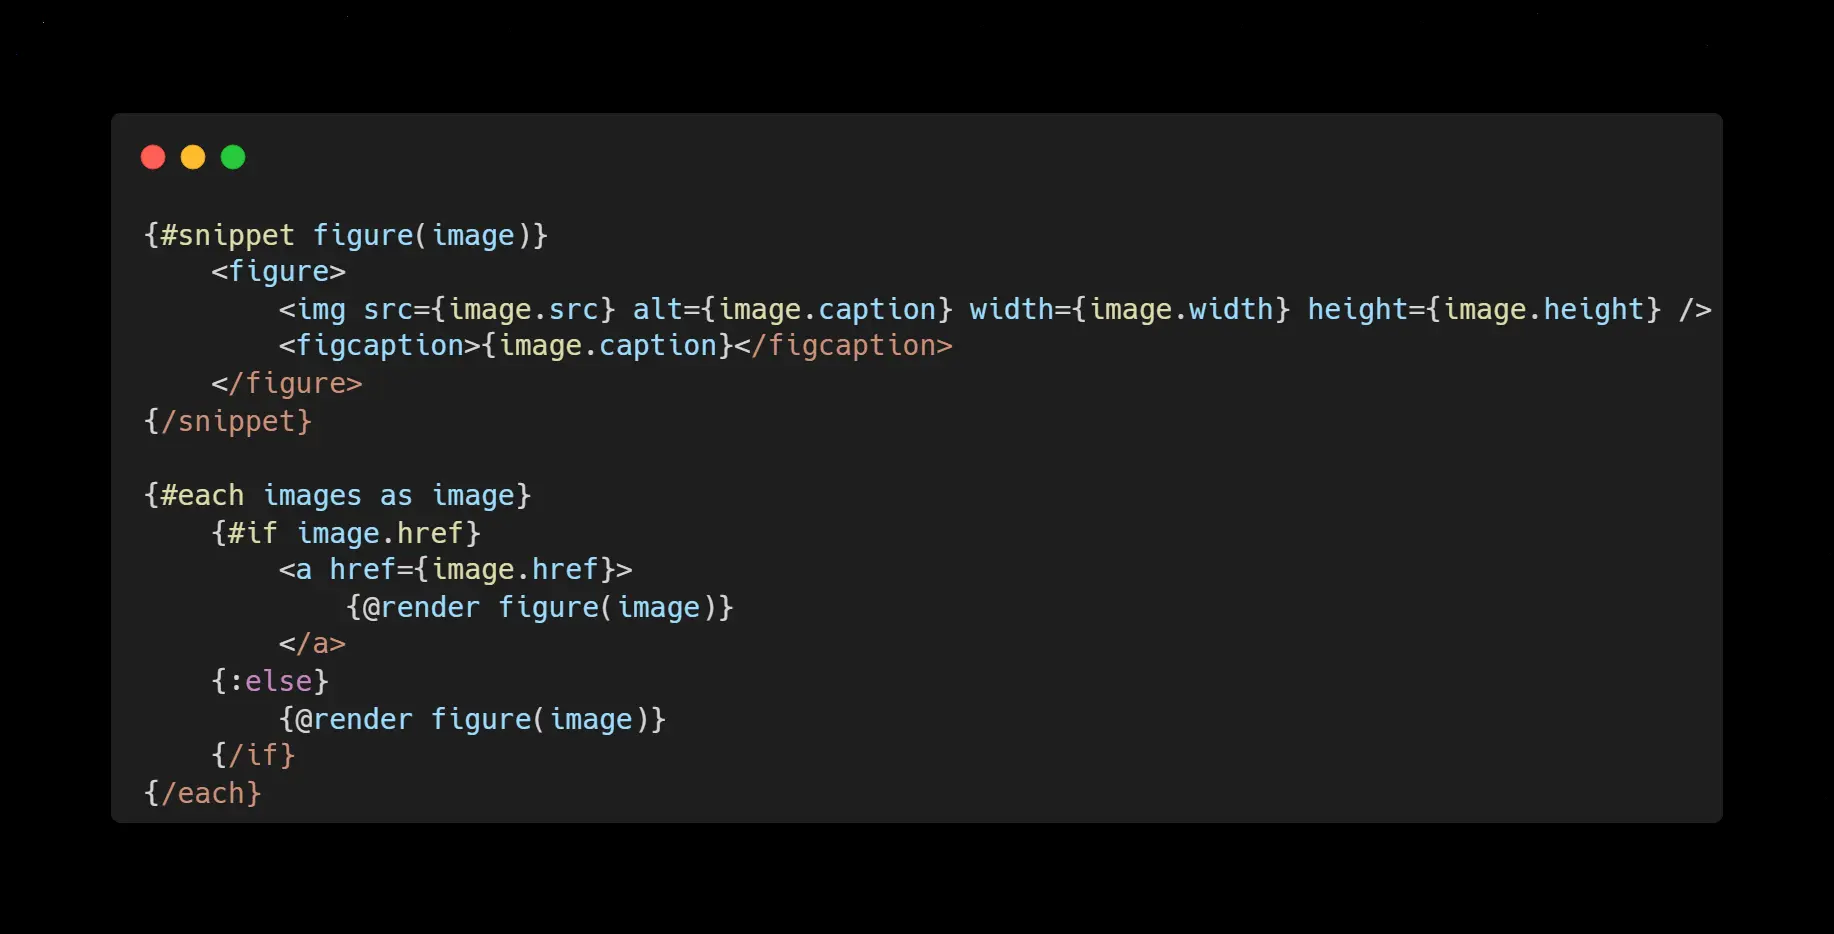 {#snippet figure(image)}
    <figure>
        <img src={image.src} alt={image.caption} width={image.width} height={image.height} />
        <figcaption>{image.caption}</figcaption>
    </figure>
{/snippet}

{#each images as image}
    {#if image.href}
        <a href={image.href}>
            {@render figure(image)}
        </a>
    {:else}
        {@render figure(image)}
    {/if}
{/each}